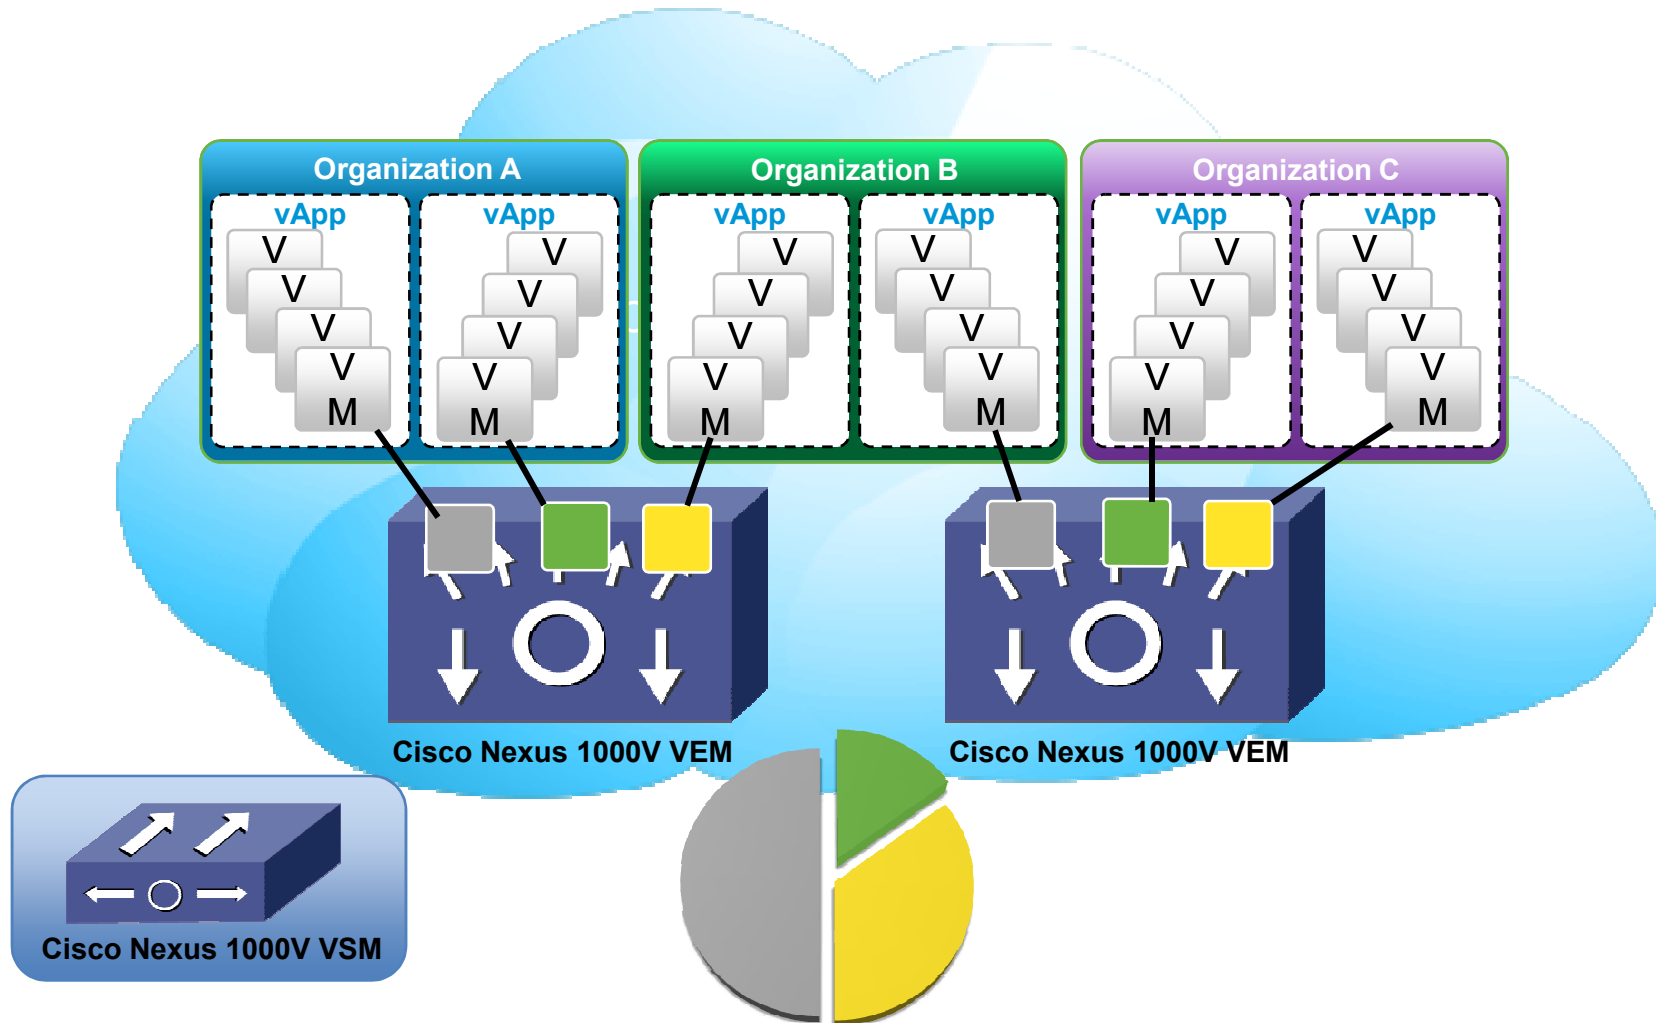 Organization A
vApp
V
V
V
V
M
vApp
V
V
V
V
M
Organization B
vApp
V
V
V
V
M
vApp
V
V
V
V
M
Organization C
vApp
V
V
V
V
M
vApp
V
V
V
V
M
Cisco Nexus 1000V VEM
Cisco Nexus 1000V VEM
Cisco Nexus 1000V VSM